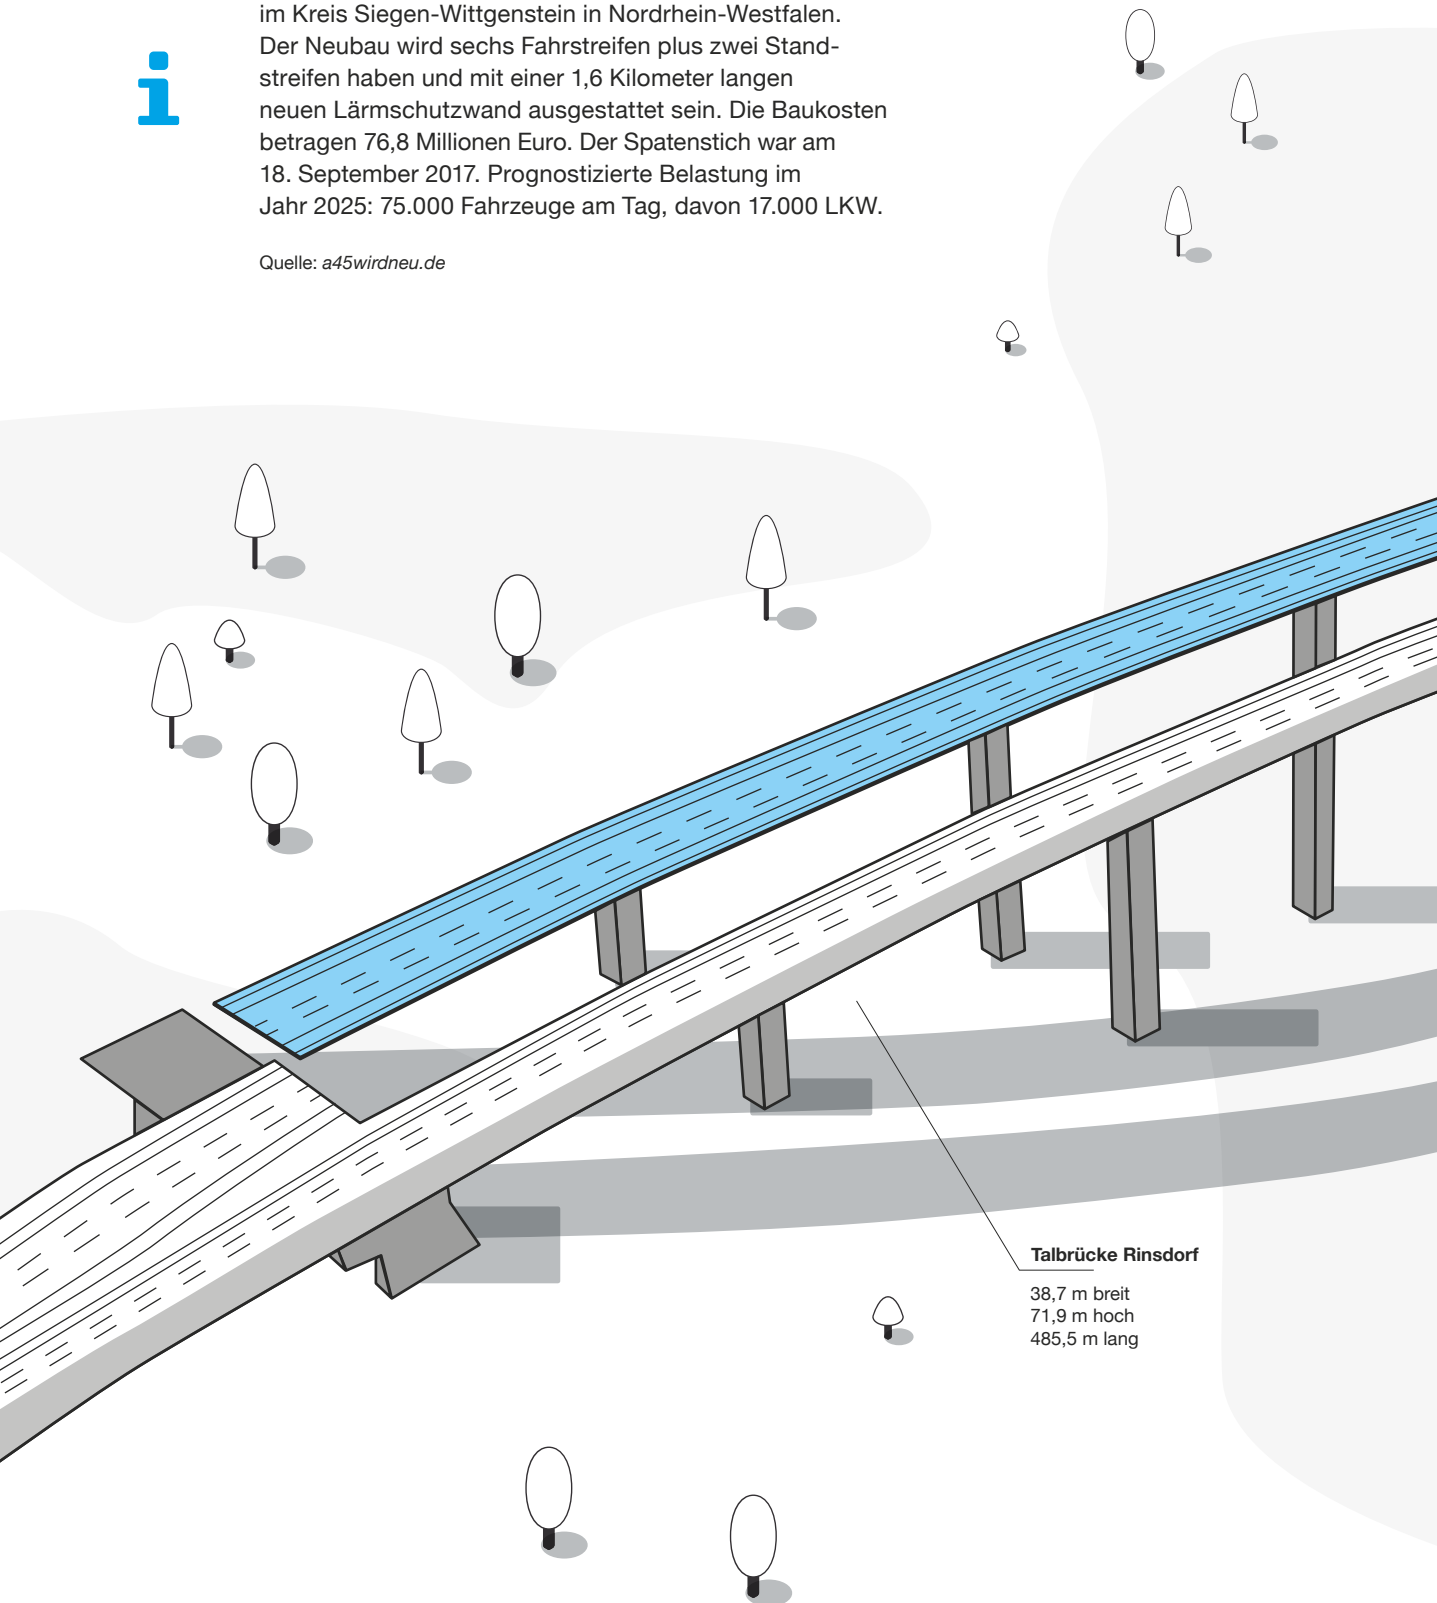 im Kreis Siegen-Wittgenstein in Nordrhein-Westfalen.
Der Neubau wird sechs Fahrstreifen plus zwei Stand-
streifen haben und mit einer 1,6 Kilometer langen
neuen Lärmschutzwand ausgestattet sein. Die Baukosten
betragen 76,8 Millionen Euro. Der Spatenstich war am
18. September 2017. Prognostizierte Belastung im
Jahr 2025: 75.000 Fahrzeuge am Tag, davon 17.000 LKW.
Quelle: a45wirdneu.de
Talbrücke Rinsdorf
38,7 m breit
71,9 m hoch
485,5 m lang